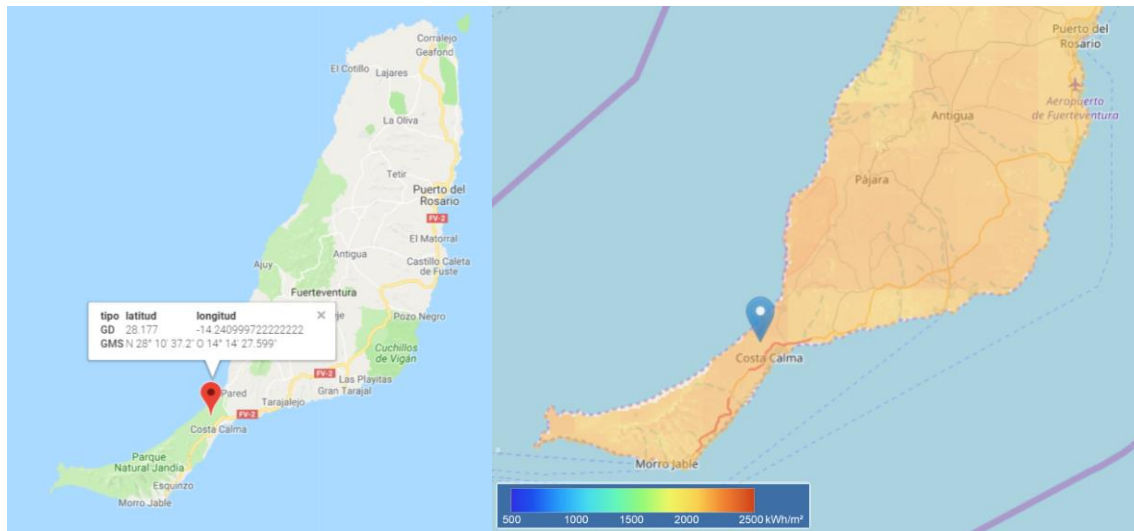 Corralejo
Geafond
El Cotillo
Lajares
La Oliva
Tetir
Puerto del
Rosario
FV-2
El Matorral
Antigua
Castillo Caleta
de Fuste
Ajuy
Fuerteventura
tipo latitud longitud ×
GD 28.177 -14.240999722222222
GMS N 28° 10' 37.2" O 14° 14' 27.599"
Pozo Negro
Cuchillos
de Vigán
Las Playitas
FV-2
Gran Tarajal
Pared
Tarajalejo
FV-2
Costa Calma
Parque
Natural Jandia
Esquinzo
Morro Jable
Puerto del
Rosario
Aeropuerto
de Fuerteventura
Antigua
Pájara
Costa Calma
Morro Jable
500 1000 1500 2000 2500 kWh/m²